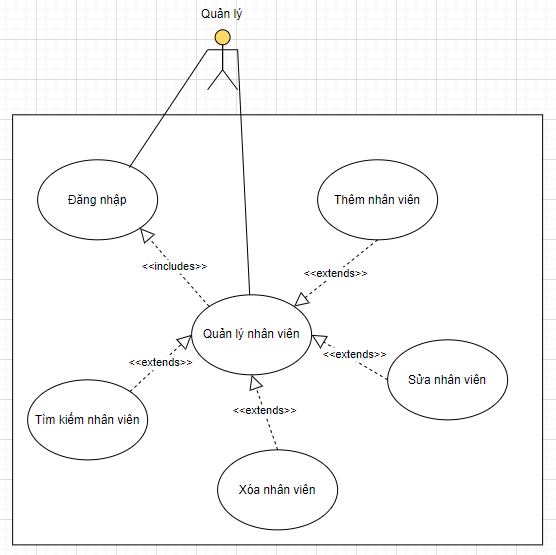 Quản lý
Đăng nhập
Thêm nhân viên
<<includes>>
<<extends>>
Quản lý nhân viên
<<extends>>
<<extends>>
Sửa nhân viên
Tìm kiếm nhân viên
<<extends>>
Xóa nhân viên